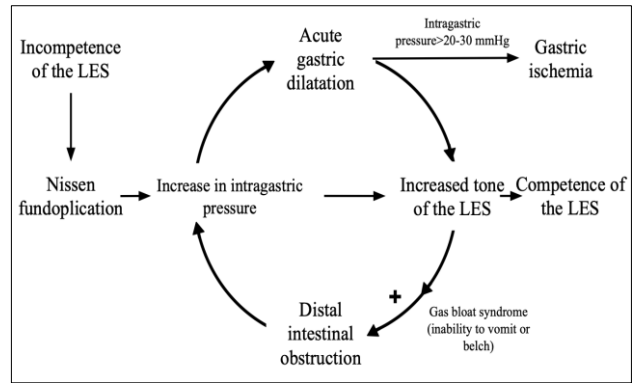 Incompetence
of the LES
Acute
gastric
dilatation
Intragastric
pressure>20-30 mmHg
Gastric
ischemia
Nissen
fundoplication
Increase in intragastric
pressure
Increased tone
of the LES
Competence of
the LES
+
Distal
intestinal
obstruction
Gas bloat syndrome
(inability to vomit or
belch)